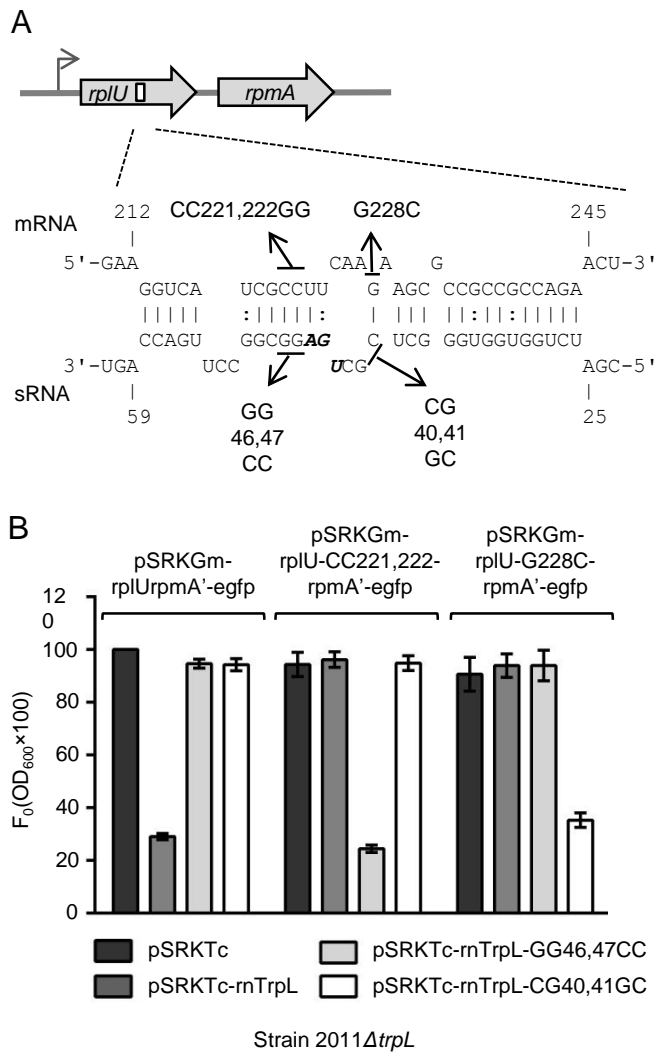 A
rplU
rpmA
212
CC221,222GG
G228C
245
mRNA
5'-GAA
CAA
A
G
ACU-3'
GGUCA
UCGCCUU
G
AGC
CCGCCGCCAGA
CCAGU
GGCGGAG
C
UCG
GGUGGUGGUCU
3'-UGA
UCC
UCG
AGC-5'
sRNA
59
GG
46,47
CC
CG
40,41
GC
25
B
pSRKGm-
rplUrpmA'-egfp
pSRKGm-
rplU-CC221,222-
rpmA'-egfp
pSRKGm-
rplU-G228C-
rpmA'-egfp
12
0
100
80
60
40
20
0
F0(OD600×100)
pSRKTc
pSRKTc-rnTrpL-GG46,47CC
pSRKTc-rnTrpL
pSRKTc-rnTrpL-CG40,41GC
Strain 2011ΔtrpL